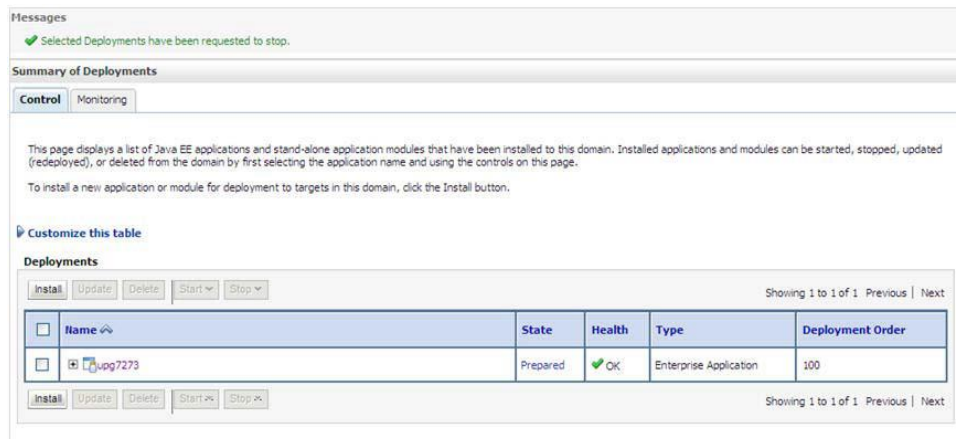 Messages
Selected Deployments have been requested to stop.
Summary of Deployments
Control Monitoring
This page displays a list of Java EE applications and stand-alone application modules that have been installed to this domain. Installed applications and modules can be started, stopped, updated
(redeployed), or deleted from the domain by first selecting the application name and using the controls on this page.
To install a new application or module for deployment to targets in this domain, click the Install button.
Customize this table
Deployments
Install Update Delete Start Stop Showing 1 to 1 of 1 Previous | Next
Name State Health Type Deployment Order
upg7273 Prepared OK Enterprise Application 100
Install Update Delete Start Stop Showing 1 to 1 of 1 Previous | Next